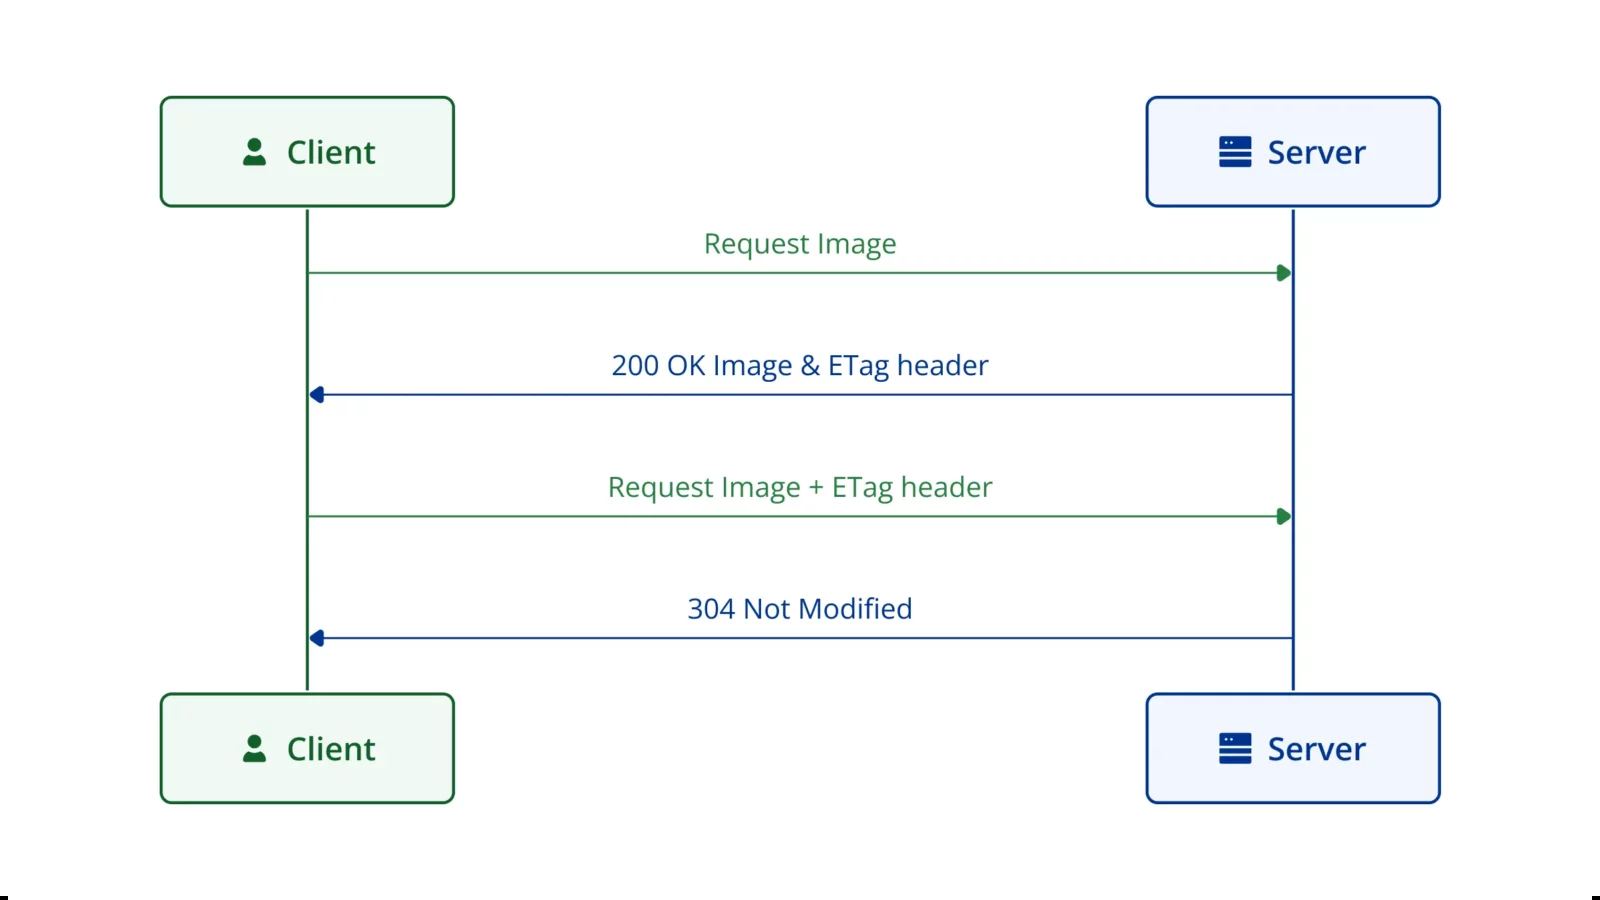 Client
Server
Request Image
200 OK Image & ETag header
Request Image + ETag header
304 Not Modified
Client
Server